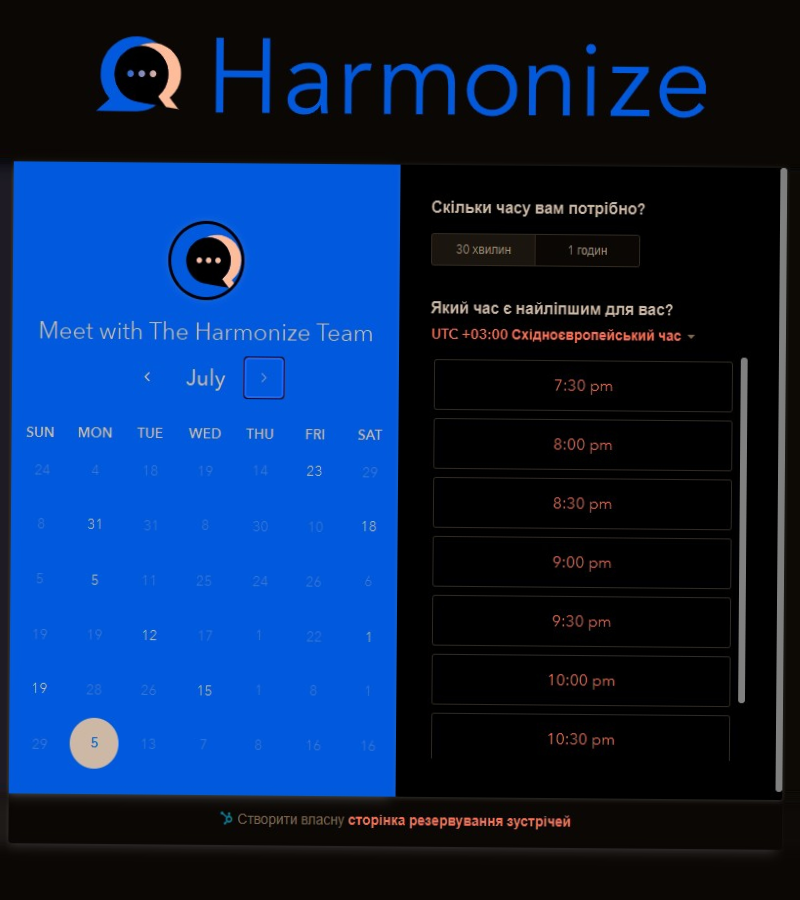 Harmonize
Meet with The Harmonize Team
July
SUN MON TUE WED THU FRI SAT
24 4 18 19 14 23 29
8 31 31 8 30 10 18
5 5 11 25 24 26 6
19 19 12 17 1 22 1
19 28 26 15 1 8 1
29 5 13 7 8 16 16
Скільки часу вам потрібно?
30 хвилин 1 годин
Який час є найліпшим для вас?
UTC +03:00 Східноєвропейський час
7:30 pm
8:00 pm
8:30 pm
9:00 pm
9:30 pm
10:00 pm
10:30 pm
Створити власну сторінка резервування зустрічей